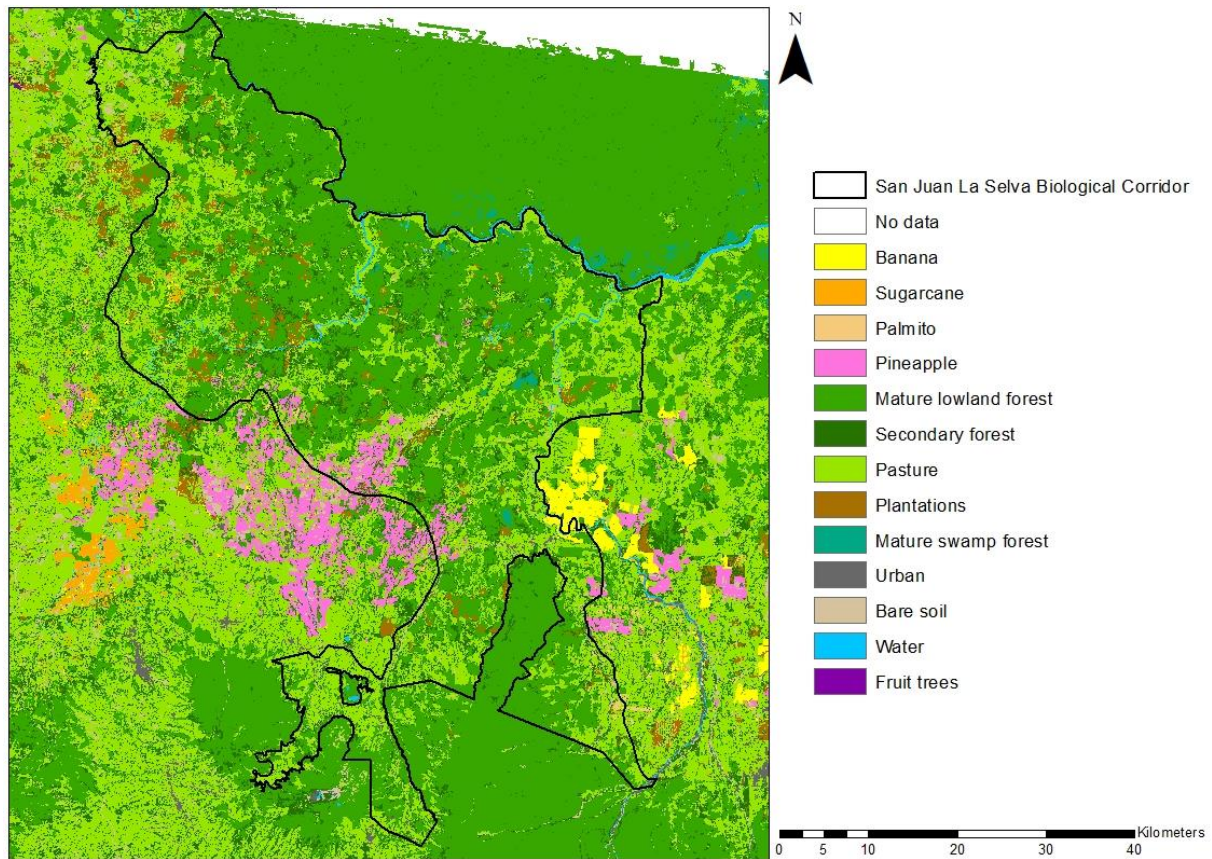 N
San Juan La Selva Biological Corridor
No data
Banana
Sugarcane
Palmito
Pineapple
Mature lowland forest
Secondary forest
Pasture
Plantations
Mature swamp forest
Urban
Bare soil
Water
Fruit trees
Kilometers
0 5 10 20 30 40